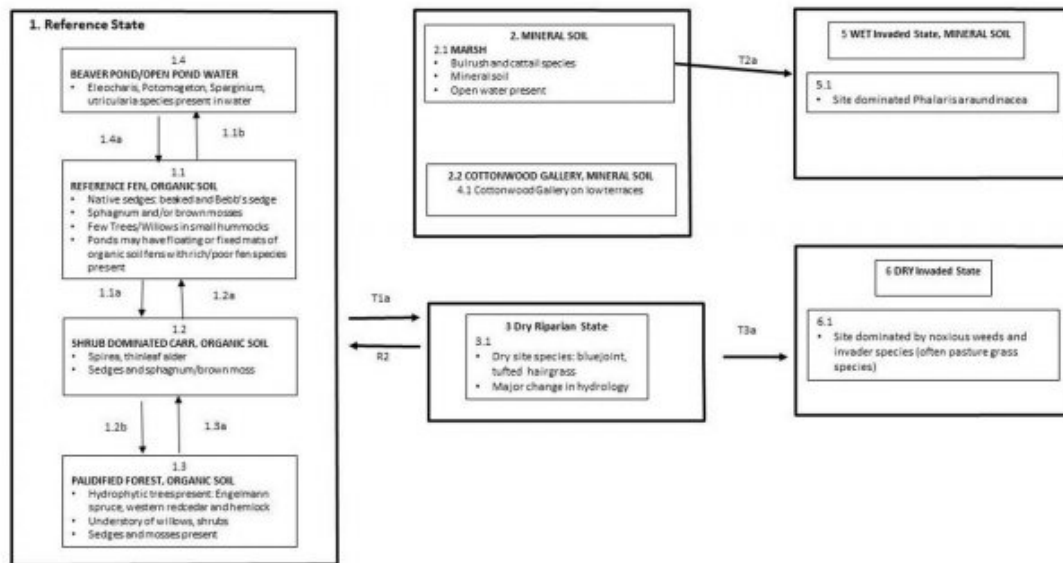 1. Reference State
1.4
BEAVER POND/OPEN POND WATER
• Eleocharis, Potomogeton, Sparginium,
utricularia species present in water
1.4a
1.1b
1.1
REFERENCE FEN, ORGANIC SOIL
• Native sedges: beaked and Bebb's sedge
• Sphagnum and/or brown mosses
• Few Trees/Willows in small hummocks
• Ponds may have floating or fixed mats of
organic soil fens with rich/poor fen species
present
1.1a
1.2a
1.2
SHRUB DOMINATED CARR, ORGANIC SOIL
• Spirea, thinleaf alder
• Sedges and sphagnum/brown moss
1.2b
1.3a
1.3
PALIDIFIED FOREST, ORGANIC SOIL
• Hydrophytic trees present: Engelmann
spruce, western redcedar and hemlock
• Understory of willows, shrubs
• Sedges and mosses present
T1a
R2
2. MINERAL SOIL
2.1 MARSH
• Bulrush and cattail species
• Mineral soil
• Open water present
2.2 COTTONWOOD GALLERY, MINERAL SOIL
4.1 Cottonwood Gallery on low terraces
T2a
3 Dry Riparian State
3.1
• Dry site species: bluejoint,
tufted hairgrass
• Major change in hydrology
T3a
5 WET Invaded State, MINERAL SOIL
5.1
• Site dominated Phalaris araundinacea
6 DRY Invaded State
6.1
• Site dominated by noxious weeds and
invader species (often pasture grass
species)